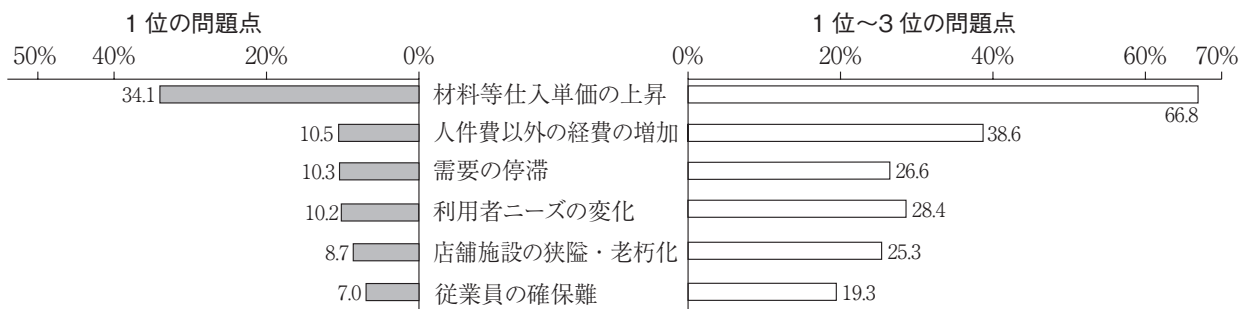 1位の問題点 1位～3位の問題点
50% 40% 20% 0% 0% 20% 40% 60% 70%
34.1 材料等仕入単価の上昇 66.8
10.5 人件費以外の経費の増加 38.6
10.3 需要の停滞 26.6
10.2 利用者ニーズの変化 28.4
8.7 店舗施設の狭隘・老朽化 25.3
7.0 従業員の確保難 19.3